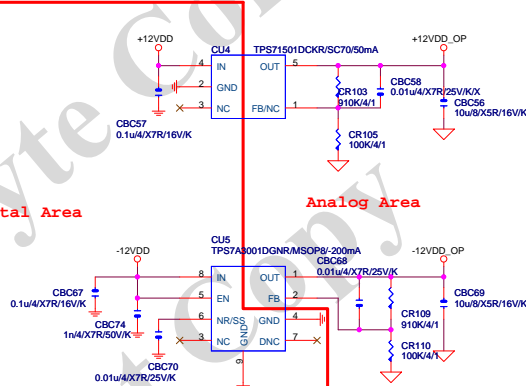 +12VDD
CU4 TPS71501DCKR/SC70/50mA
+12VDD_OP
4 IN OUT 5
2 GND
3 NC FB/NC 1
CBC57
0.1u/4/X7R/16V/K
CR103
910K/4/1
CBC58
0.01u/4/X7R/25V/K/X
CBC56
10u/8/X5R/16V/K
CR105
100K/4/1
tal Area
Analog Area
yte Co
t Copy
-12VDD
CU5
TPS7A3001DGNR/MSOP8/-200mA
-12VDD_OP
CBC68
0.01u/4/X7R/25V/K
8 IN OUT 1
5 EN FB 2
6 NR/SS GND 4
3 NC DNC 7
GND
9
CBC67
0.1u/4/X7R/16V/K
CBC74
1n/4/X7R/50V/K
CBC70
0.01u/4/X7R/25V/K
CR109
910K/4/1
CR110
100K/4/1
CBC69
10u/8/X5R/16V/K